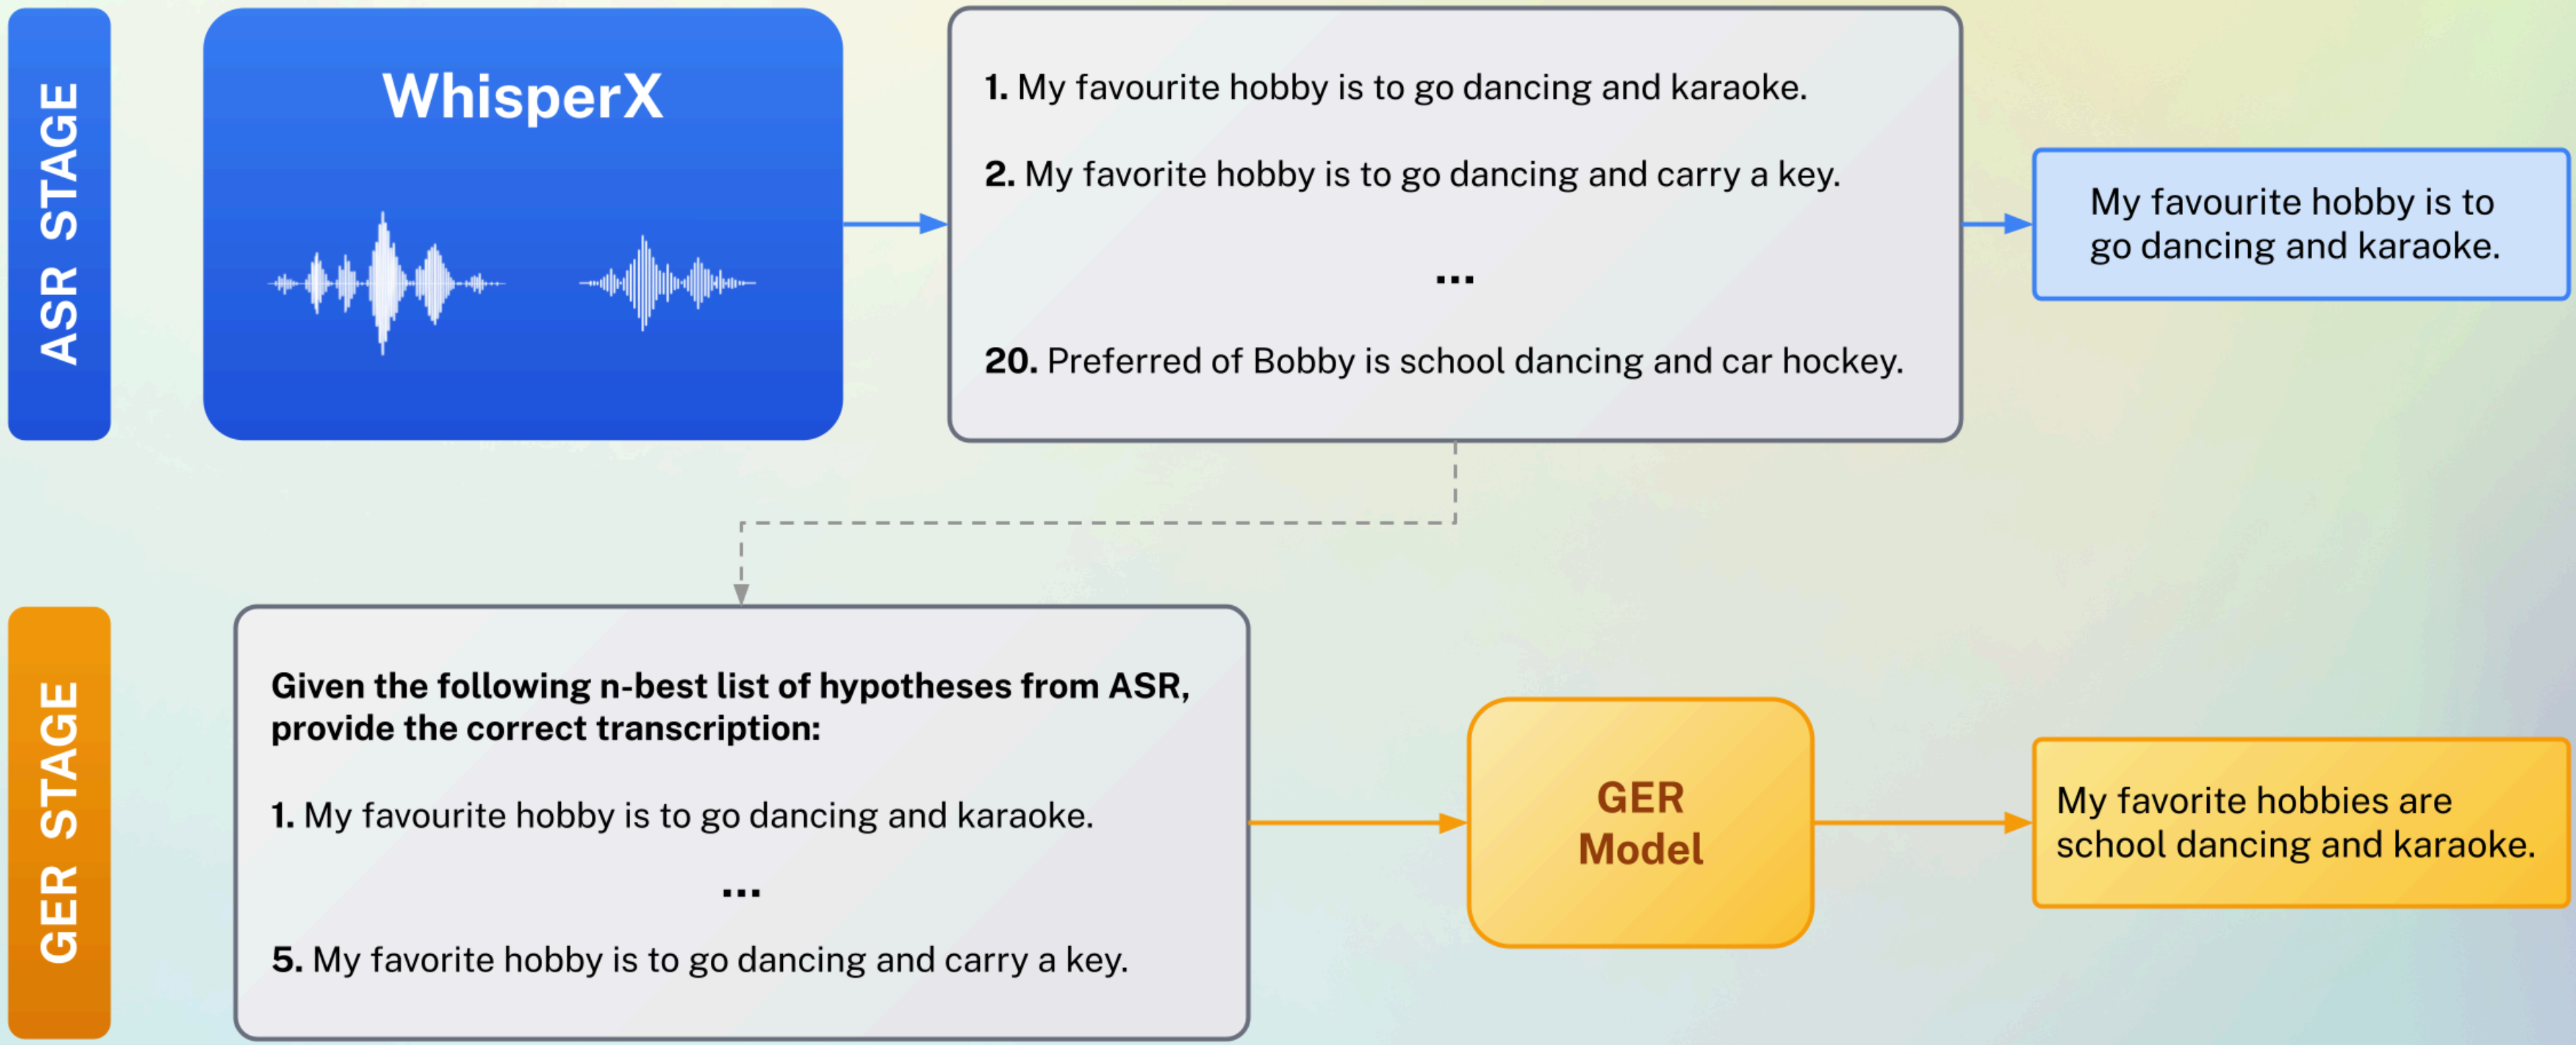 ASR STAGE
WhisperX
1. My favourite hobby is to go dancing and karaoke.
2. My favorite hobby is to go dancing and carry a key.
...
20. Preferred of Bobby is school dancing and car hockey.
My favourite hobby is to
go dancing and karaoke.
GER STAGE
Given the following n-best list of hypotheses from ASR,
provide the correct transcription:
1. My favourite hobby is to go dancing and karaoke.
...
5. My favorite hobby is to go dancing and carry a key.
GER
Model
My favorite hobbies are
school dancing and karaoke.